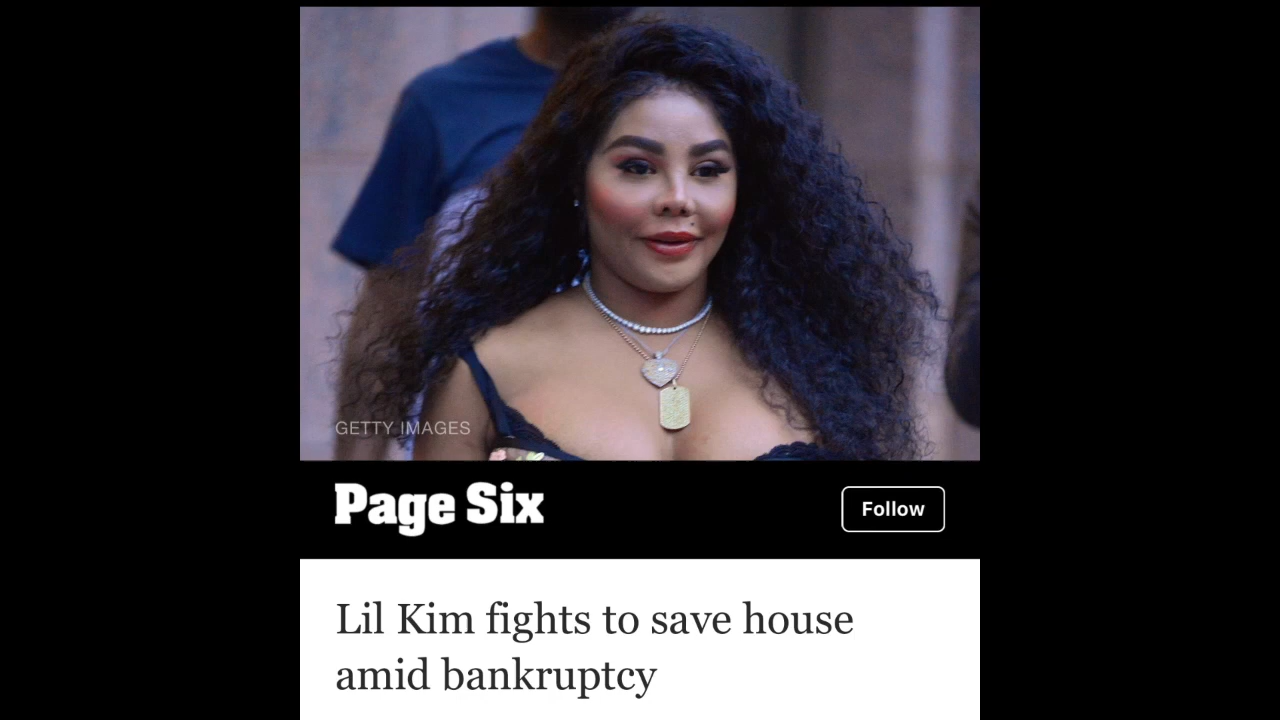 GETTY IMAGES
Page Six
Follow
Lil Kim fights to save house
amid bankruptcy